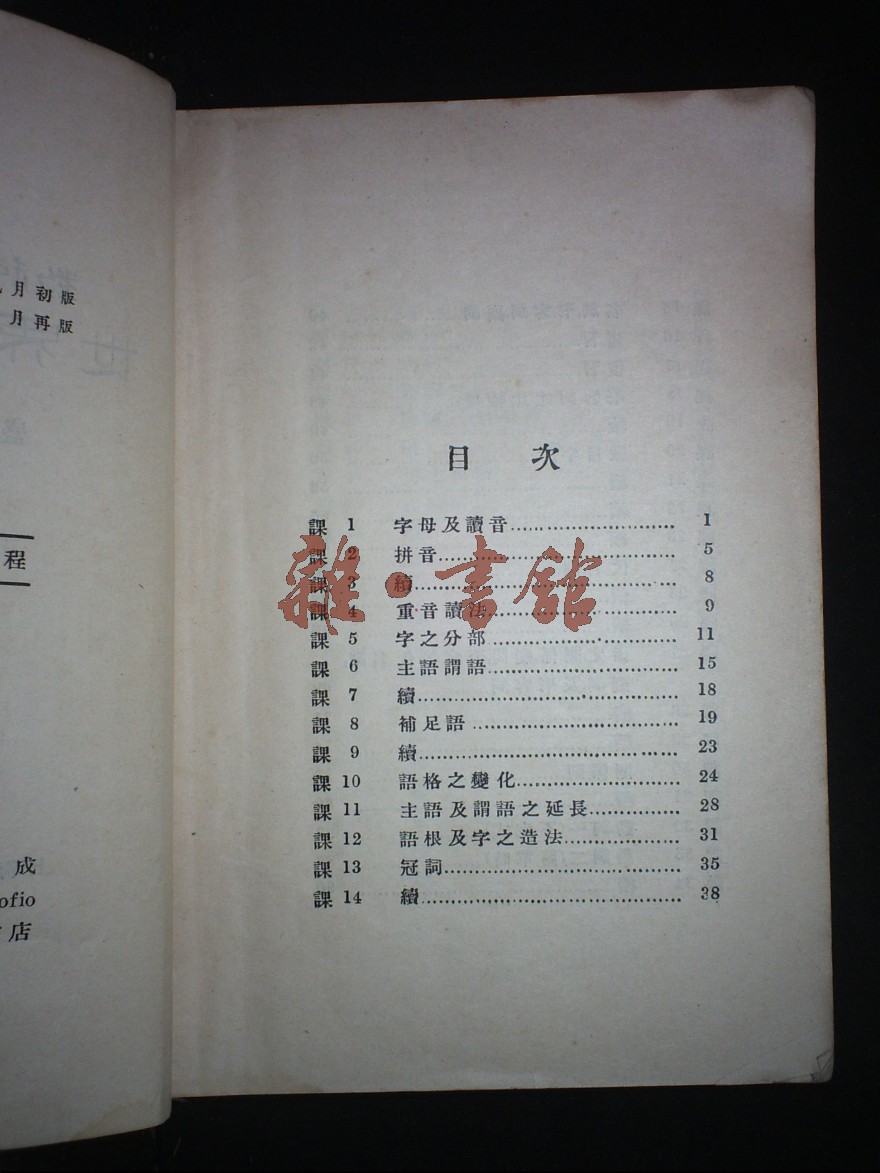 月初版
月再版
程
成
ofio
店
目 次
課 1 字母及讀音 1
課 2 拼音 5
課 3 續 8
課 4 重音讀法 9
課 5 字之分部 11
課 6 主語謂語 15
課 7 續 18
課 8 補足語 19
課 9 續 23
課 10 語格之變化 24
課 11 主語及謂語之延長 28
課 12 語根及字之造法 31
課 13 冠詞 35
課 14 續 38
雜·書館